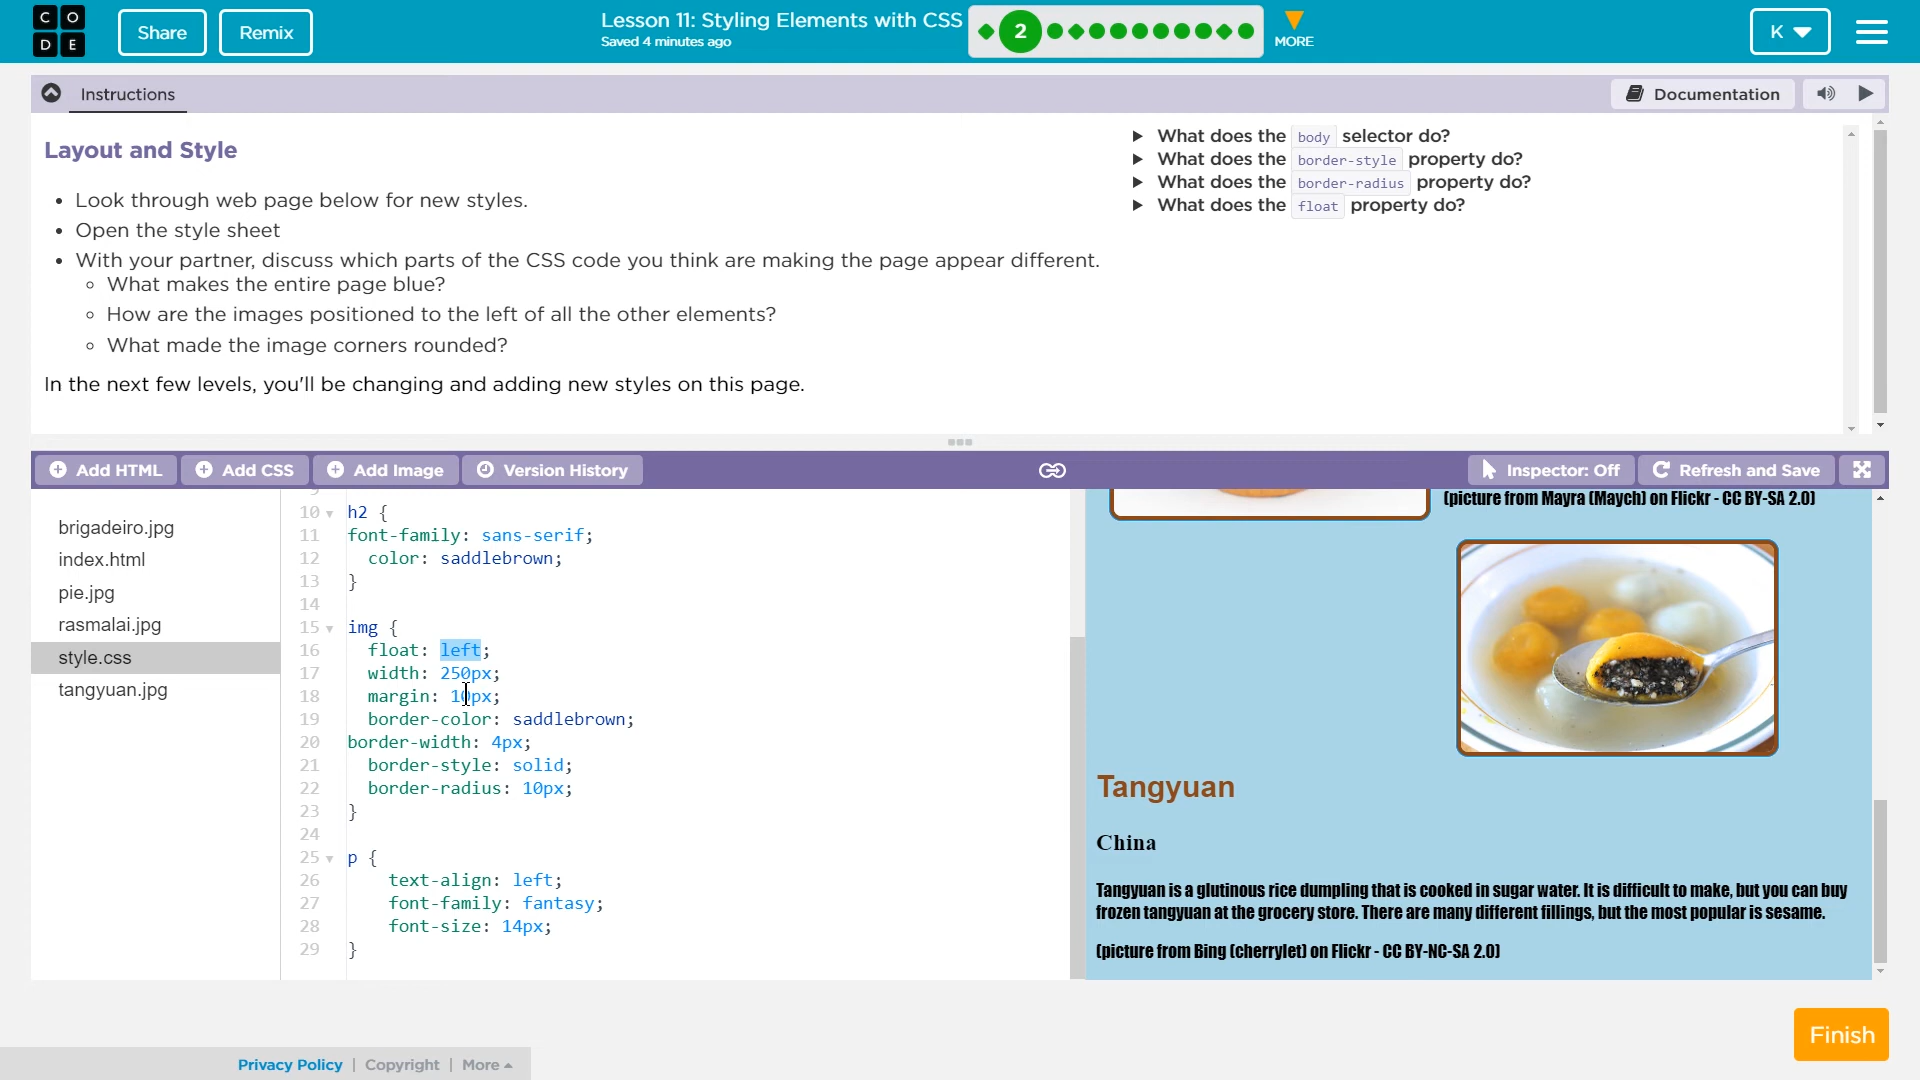 CODE
Share
Remix
Lesson 11: Styling Elements with CSS
Saved 4 minutes ago
2
MORE
K
Instructions
Documentation
Layout and Style
• Look through web page below for new styles.
• Open the style sheet
• With your partner, discuss which parts of the CSS code you think are making the page appear different.
◦ What makes the entire page blue?
◦ How are the images positioned to the left of all the other elements?
◦ What made the image corners rounded?
In the next few levels, you'll be changing and adding new styles on this page.
What does the body selector do?
What does the border-style property do?
What does the border-radius property do?
What does the float property do?
Add HTML
Add CSS
Add Image
Version History
Inspector: Off
Refresh and Save
brigadeiro.jpg
index.html
pie.jpg
rasmalai.jpg
style.css
tangyuan.jpg
10 h2 {
11 font-family: sans-serif;
12 color: saddlebrown;
13 }
14
15 img {
16 float: left;
17 width: 250px;
18 margin: 10px;
19 border-color: saddlebrown;
20 border-width: 4px;
21 border-style: solid;
22 border-radius: 10px;
23 }
24
25 p {
26 text-align: left;
27 font-family: fantasy;
28 font-size: 14px;
29 }
(picture from Mayra (Maych) on Flickr - CC BY-SA 2.0)
Tangyuan
China
Tangyuan is a glutinous rice dumpling that is cooked in sugar water. It is difficult to make, but you can buy
frozen tangyuan at the grocery store. There are many different fillings, but the most popular is sesame.
(picture from Bing (cherrylet) on Flickr - CC BY-NC-SA 2.0)
Finish
Privacy Policy | Copyright | More